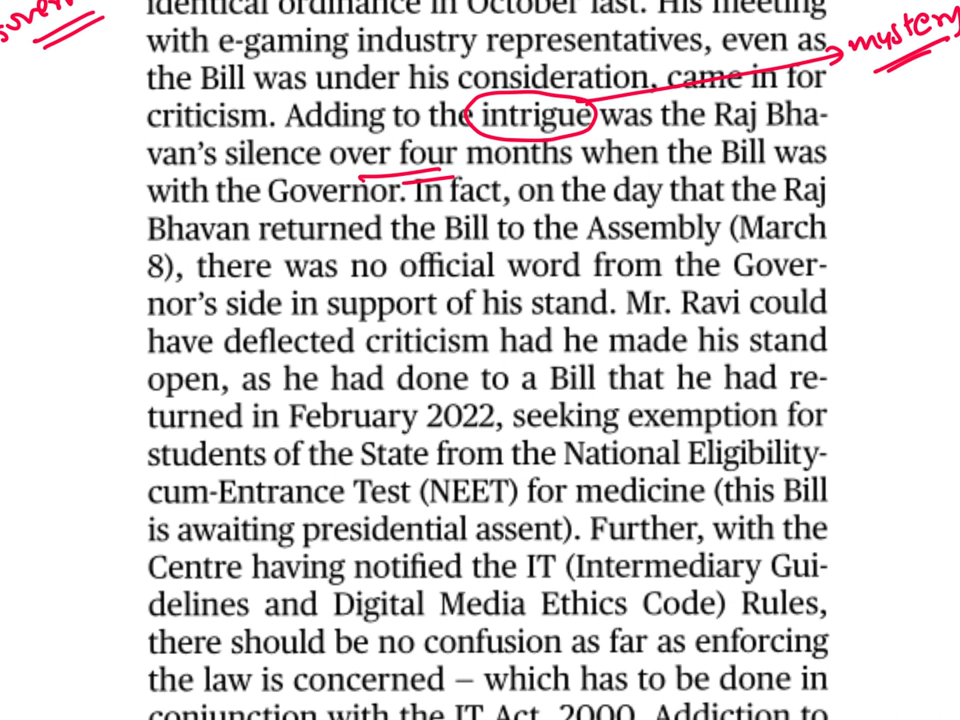 identical ordinance in October last. His meeting
with e-gaming industry representatives, even as
mystery
the Bill was under his consideration, came in for
criticism. Adding to the intrigue was the Raj Bha-
van's silence over four months when the Bill was
with the Governor. In fact, on the day that the Raj
Bhavan returned the Bill to the Assembly (March
8), there was no official word from the Gover-
nor's side in support of his stand. Mr. Ravi could
have deflected criticism had he made his stand
open, as he had done to a Bill that he had re-
turned in February 2022, seeking exemption for
students of the State from the National Eligibility-
cum-Entrance Test (NEET) for medicine (this Bill
is awaiting presidential assent). Further, with the
Centre having notified the IT (Intermediary Gui-
delines and Digital Media Ethics Code) Rules,
there should be no confusion as far as enforcing
the law is concerned – which has to be done in
conjunction with the IT Act, 2000. Addiction to